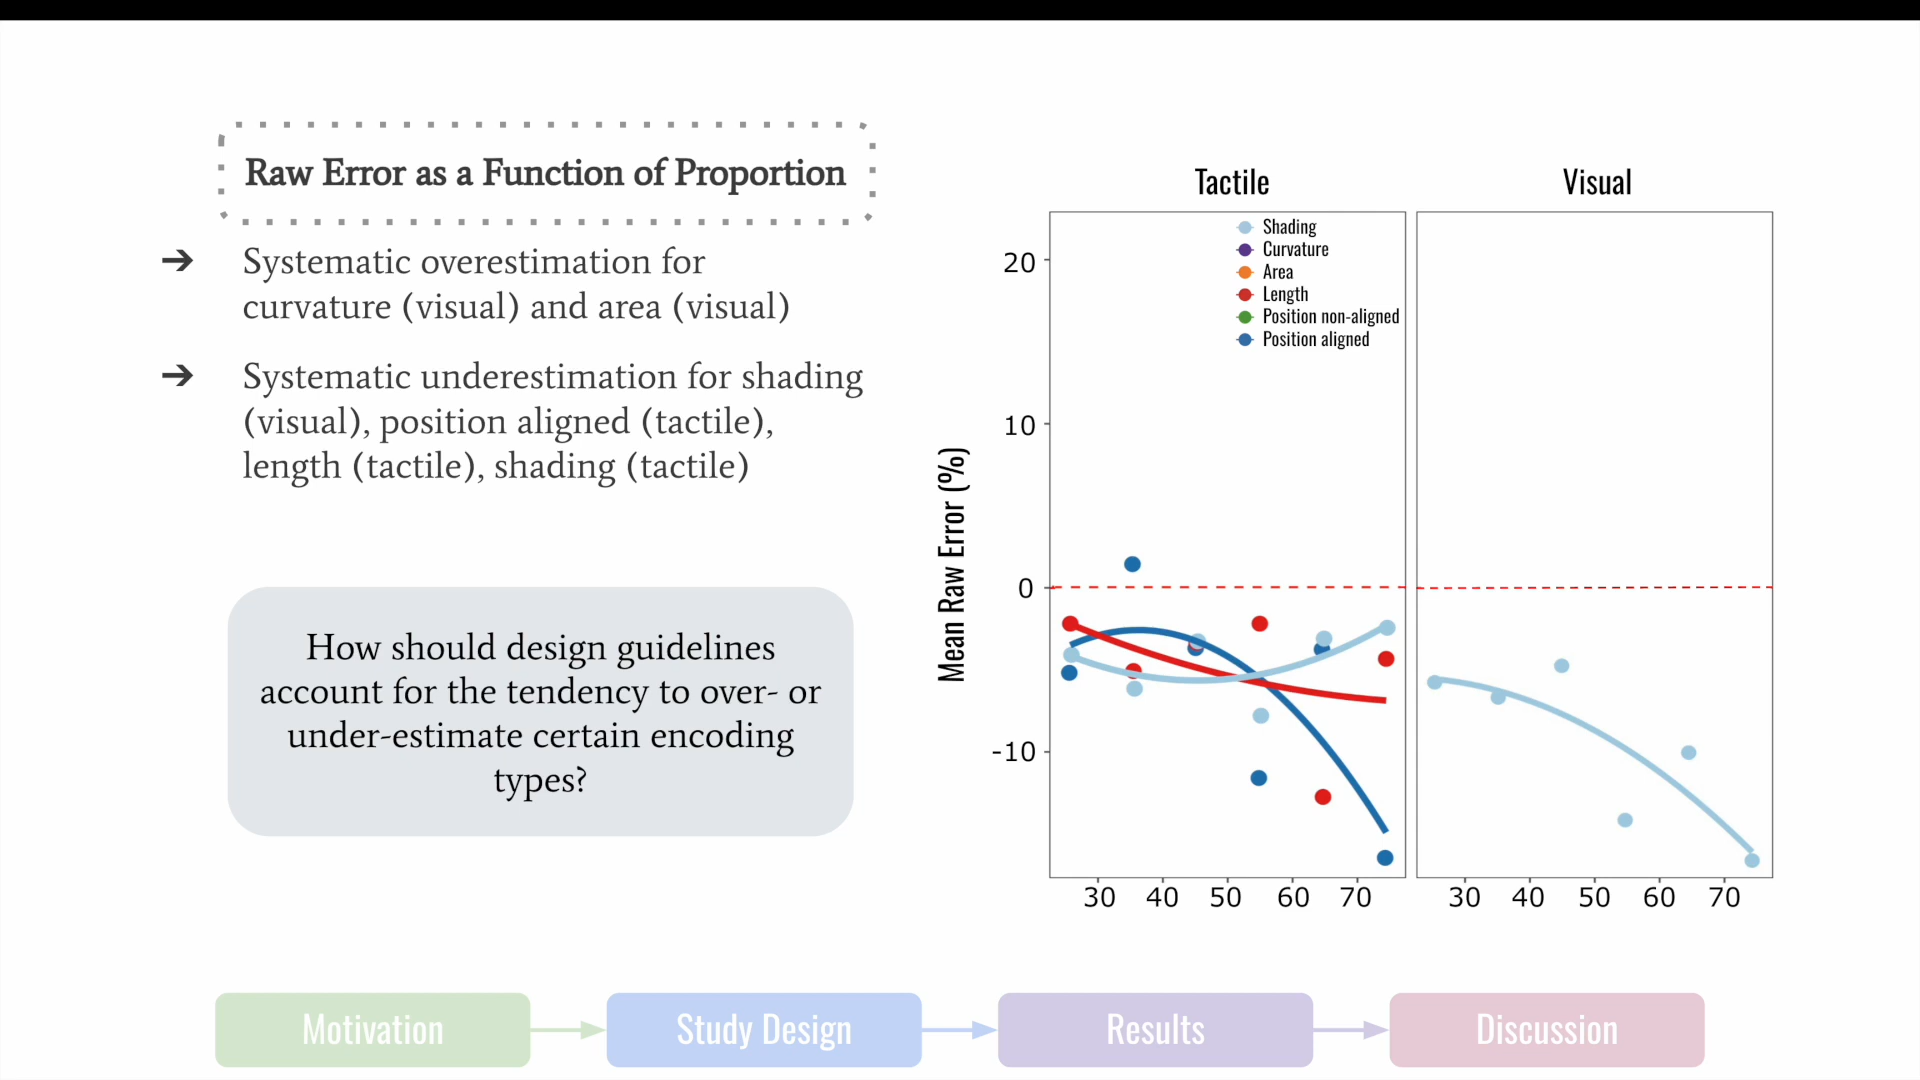 Raw Error as a Function of Proportion
➔ Systematic overestimation for
curvature (visual) and area (visual)
➔ Systematic underestimation for shading
(visual), position aligned (tactile),
length (tactile), shading (tactile)
How should design guidelines
account for the tendency to over- or
under-estimate certain encoding
types?
Tactile
Visual
Shading
Curvature
Area
Length
Position non-aligned
Position aligned
Mean Raw Error (%)
20
10
0
-10
30 40 50 60 70
30 40 50 60 70
Motivation
Study Design
Results
Discussion